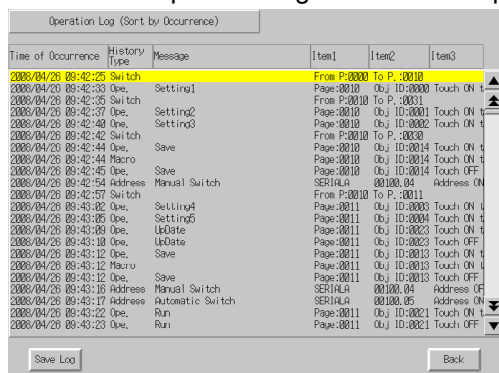 Operation Log (Sort by Occurrence)
Time of Occurrence History Type Message Item1 Item2 Item3
2008/04/26 09:42:25 Switch From P:0000 To P.:0010
2008/04/26 09:42:33 Ope. Setting1 Page:0010 Obj ID:0000 Touch ON t
2008/04/26 09:42:35 Switch From P:0010 To P.:0031
2008/04/26 09:42:37 Ope. Setting2 Page:0010 Obj ID:0001 Touch ON t
2008/04/26 09:42:40 Ope. Setting3 Page:0010 Obj ID:0002 Touch ON t
2008/04/26 09:42:42 Switch From P:0010 To P.:0030
2008/04/26 09:42:44 Ope. Save Page:0010 Obj ID:0014 Touch ON t
2008/04/26 09:42:44 Macro Page:0010 Obj ID:0014 Touch ON t
2008/04/26 09:42:45 Ope. Save Page:0010 Obj ID:0014 Touch OFF
2008/04/26 09:42:54 Address Manual Switch SERIALA 00100.04 Address ON
2008/04/26 09:42:57 Switch From P:0010 To P.:0011
2008/04/26 09:43:02 Ope. Setting4 Page:0011 Obj ID:0003 Touch ON t
2008/04/26 09:43:05 Ope. Setting5 Page:0011 Obj ID:0004 Touch ON t
2008/04/26 09:43:09 Ope. UpDate Page:0011 Obj ID:0023 Touch ON t
2008/04/26 09:43:10 Ope. UpDate Page:0011 Obj ID:0023 Touch OFF
2008/04/26 09:43:12 Ope. Save Page:0011 Obj ID:0013 Touch ON t
2008/04/26 09:43:12 Macro Page:0011 Obj ID:0013 Touch ON t
2008/04/26 09:43:12 Ope. Save Page:0011 Obj ID:0013 Touch OFF
2008/04/26 09:43:16 Address Manual Switch SERIALA 00100.04 Address OF
2008/04/26 09:43:17 Address Automatic Switch SERIALA 00100.05 Address ON
2008/04/26 09:43:22 Ope. Run Page:0011 Obj ID:0021 Touch ON t
2008/04/26 09:43:23 Ope. Run Page:0011 Obj ID:0021 Touch OFF
Save Log Back